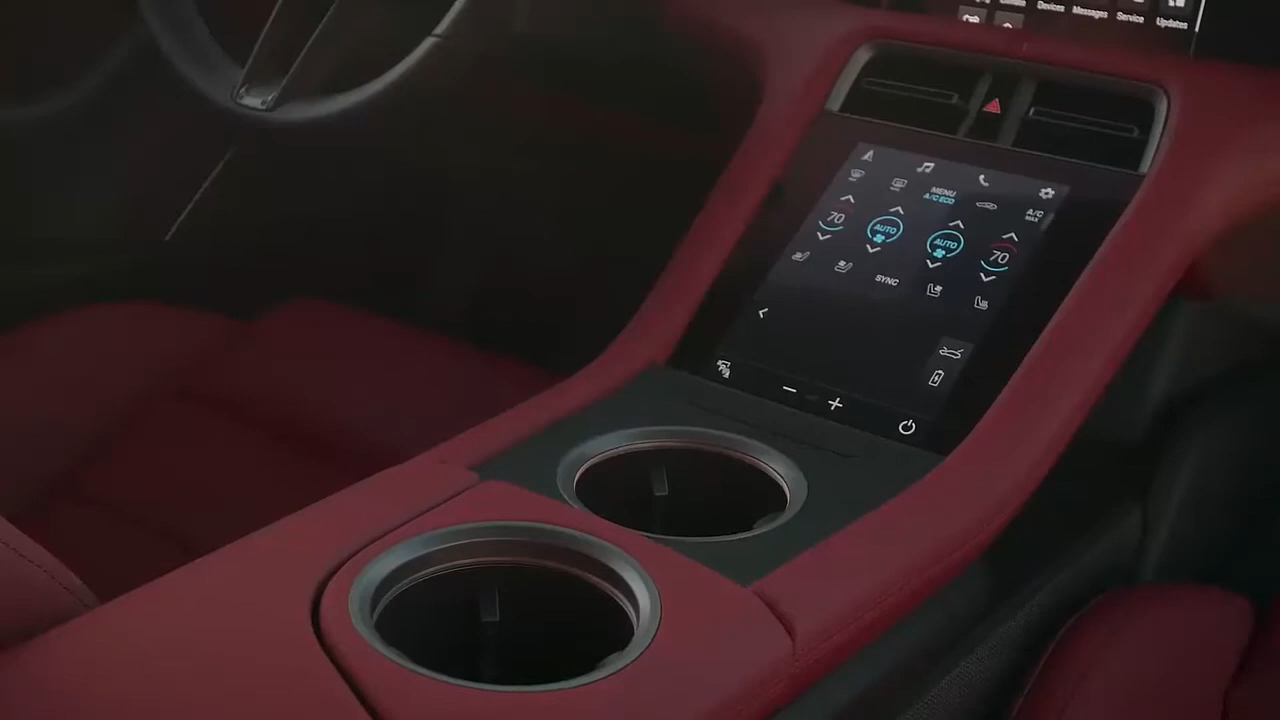 Devices Messages Service Updates
MENU
A/C ECO
A/C
MAX
70 AUTO AUTO 70
SYNC